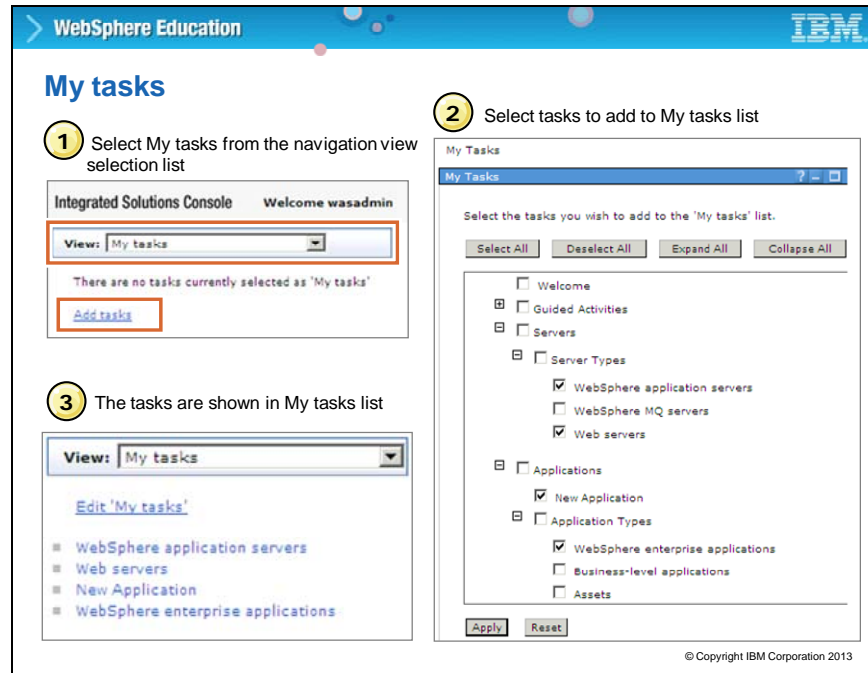 WebSphere Education
IBM
My tasks
1 Select My tasks from the navigation view
selection list
Integrated Solutions Console Welcome wasadmin
View: My tasks
There are no tasks currently selected as 'My tasks'
Add tasks
2 Select tasks to add to My tasks list
My Tasks
My Tasks ? –
Select the tasks you wish to add to the 'My tasks' list.
Select All Deselect All Expand All Collapse All
Welcome
Guided Activities
Servers
Server Types
WebSphere application servers
WebSphere MQ servers
Web servers
Applications
New Application
Application Types
WebSphere enterprise applications
Business-level applications
Assets
Apply Reset
3 The tasks are shown in My tasks list
View: My tasks
Edit 'My tasks'
WebSphere application servers
Web servers
New Application
WebSphere enterprise applications
© Copyright IBM Corporation 2013